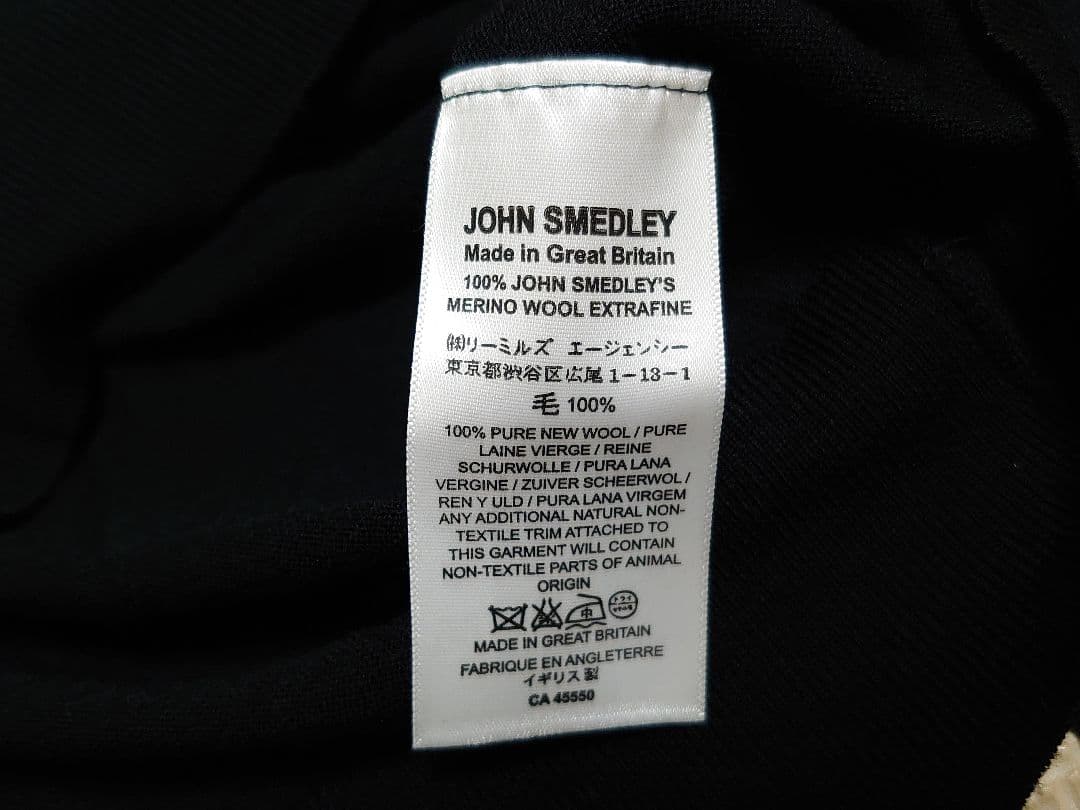 JOHN SMEDLEY
Made in Great Britain
100% JOHN SMEDLEY'S
MERINO WOOL EXTRAFINE
㈱リーミルズ エージェンシー
東京都渋谷区広尾1-13-1
毛 100%
100% PURE NEW WOOL / PURE
LAINE VIERGE / REINE
SCHURWOLLE / PURA LANA
VERGINE / ZUIVER SCHEERWOL /
REN Y ULD / PURA LANA VIRGEM
ANY ADDITIONAL NATURAL NON-
TEXTILE TRIM ATTACHED TO
THIS GARMENT WILL CONTAIN
NON-TEXTILE PARTS OF ANIMAL
ORIGIN
中 ドライ
MADE IN GREAT BRITAIN
FABRIQUE EN ANGLETERRE
イギリス製
CA 45550